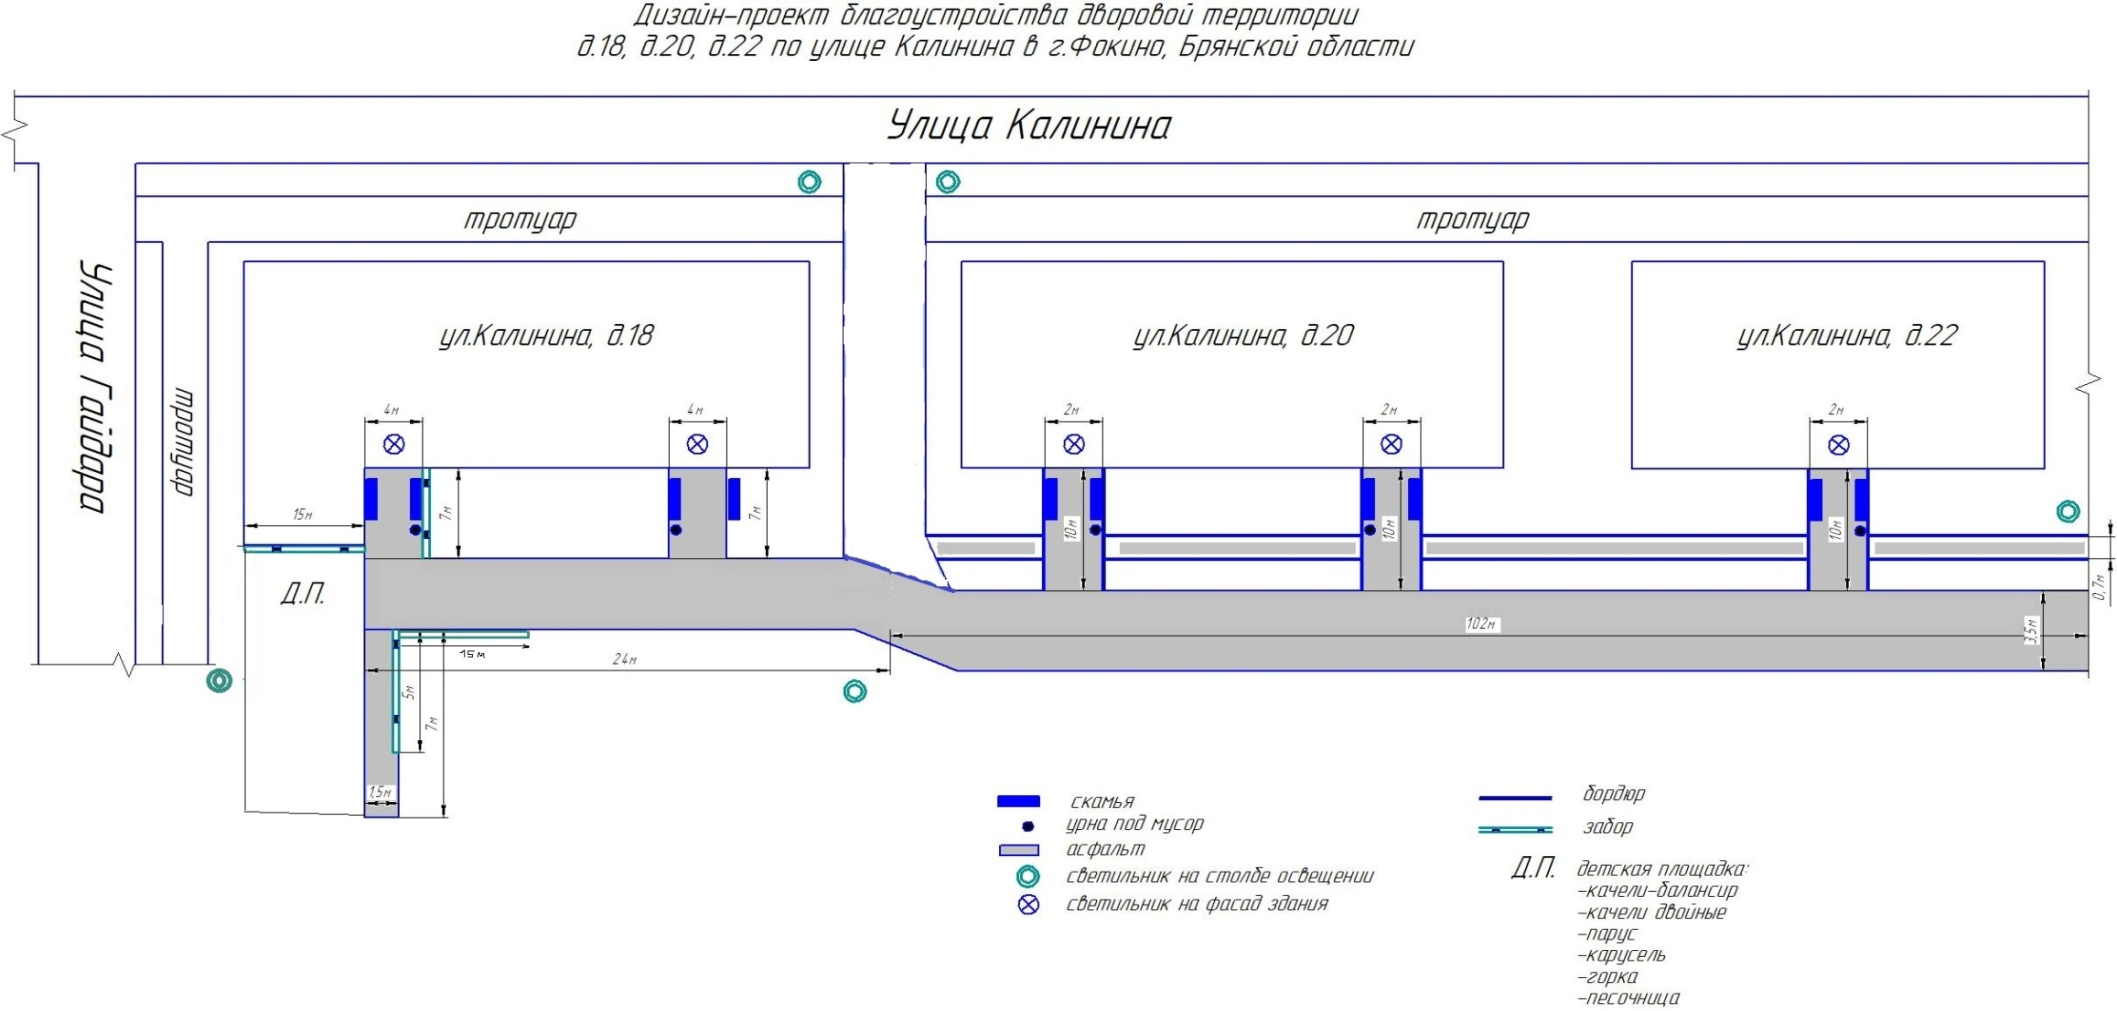 Дизайн-проект благоустройства дворовой территории
д.18, д.20, д.22 по улице Калинина в г.Фокино, Брянской области
Улица Калинина
тротуар
тротуар
Улица Гайдара
тротуар
ул.Калинина, д.18
ул.Калинина, д.20
ул.Калинина, д.22
4м
4м
2м
2м
2м
15м
7м
7м
10м
10м
10м
0,7м
Д.П.
102м
3,5м
15м
24м
5м
7м
1,5м
скамья
урна под мусор
асфальт
светильник на столбе освещении
светильник на фасад здания
бордюр
забор
Д.П. детская площадка:
-качели-балансир
-качели двойные
-парус
-карусель
-горка
-песочница